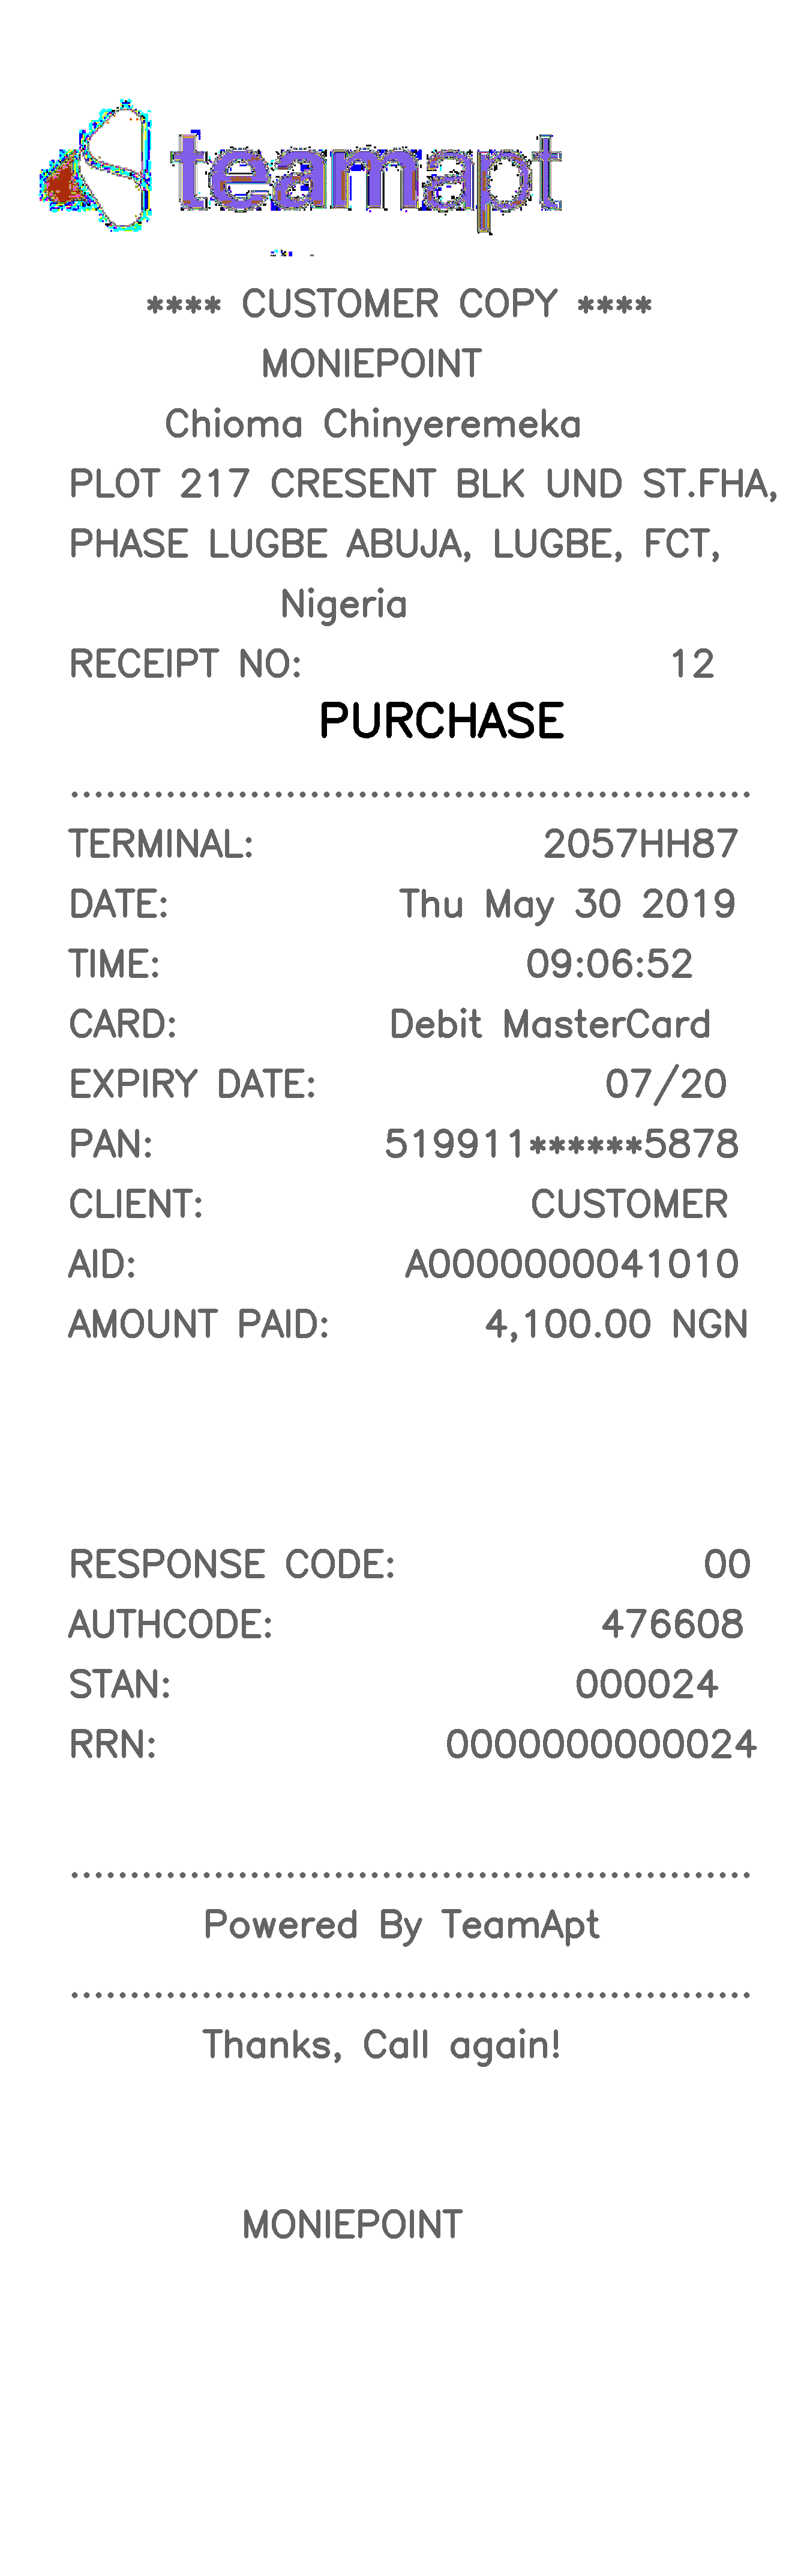 teamapt
**** CUSTOMER COPY ****
MONIEPOINT
Chioma Chinyeremeka
PLOT 217 CRESENT BLK UND ST.FHA,
PHASE LUGBE ABUJA, LUGBE, FCT,
Nigeria
RECEIPT NO: 12
PURCHASE
TERMINAL: 2057HH87
DATE: Thu May 30 2019
TIME: 09:06:52
CARD: Debit MasterCard
EXPIRY DATE: 07/20
PAN: 519911******5878
CLIENT: CUSTOMER
AID: A0000000041010
AMOUNT PAID: 4,100.00 NGN
RESPONSE CODE: 00
AUTHCODE: 476608
STAN: 000024
RRN: 0000000000024
Powered By TeamApt
Thanks, Call again!
MONIEPOINT